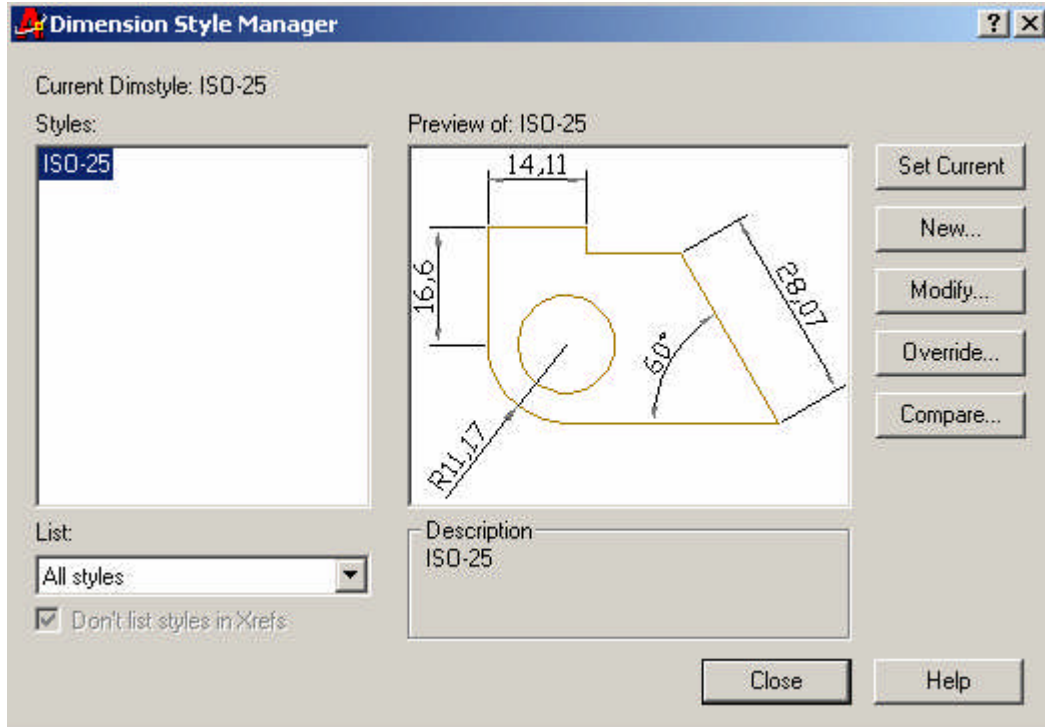 Dimension Style Manager
Current Dimstyle: ISO-25
Styles:
ISO-25
Preview of: ISO-25
14,11
16,6
28,07
60°
R11,17
Set Current
New...
Modify...
Override...
Compare...
List:
All styles
Don't list styles in Xrefs
Description
ISO-25
Close
Help